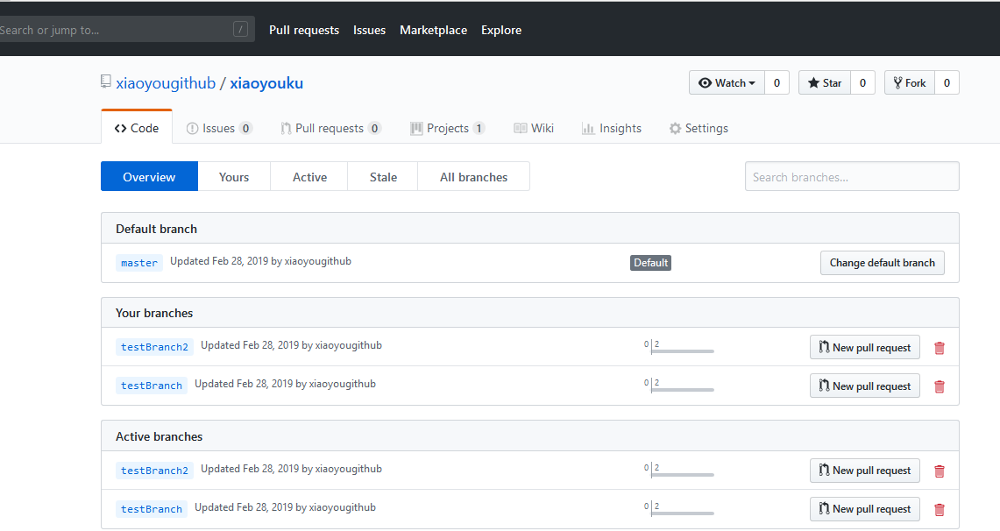 Search or jump to... / Pull requests Issues Marketplace Explore
xiaoyougithub / xiaoyouku Watch 0 Star 0 Fork 0
Code Issues 0 Pull requests 0 Projects 1 Wiki Insights Settings
Overview Yours Active Stale All branches Search branches...
Default branch
master Updated Feb 28, 2019 by xiaoyougithub Default Change default branch
Your branches
testBranch2 Updated Feb 28, 2019 by xiaoyougithub 0 2 New pull request
testBranch Updated Feb 28, 2019 by xiaoyougithub 0 2 New pull request
Active branches
testBranch2 Updated Feb 28, 2019 by xiaoyougithub 0 2 New pull request
testBranch Updated Feb 28, 2019 by xiaoyougithub 0 2 New pull request